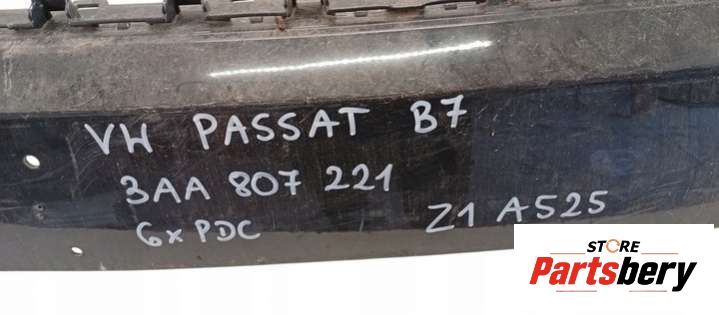 VW PASSAT B7
3AA 807 221
6x PDC
Z1 A525
STORE
Partsbery